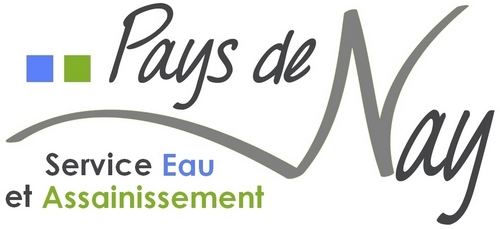 Pays de Nay
Service Eau
et Assainissement